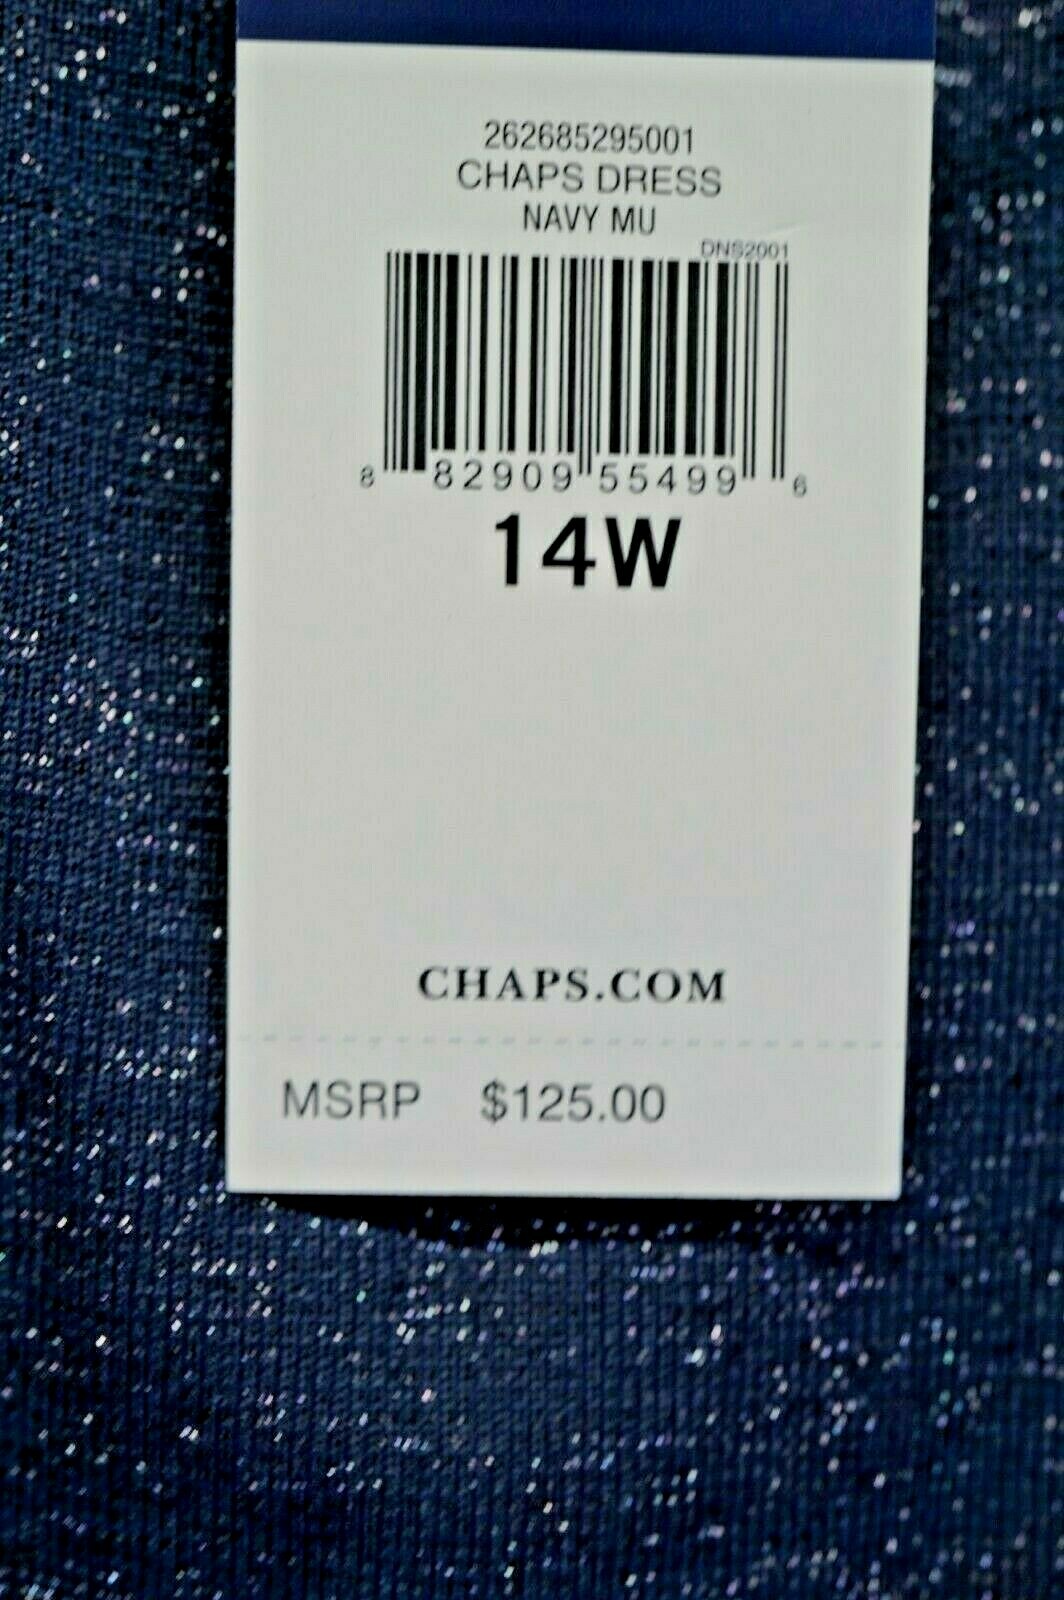 262685295001
CHAPS DRESS
NAVY MU
DNS2001
8 82909 55499 6
14W
CHAPS.COM
MSRP $125.00